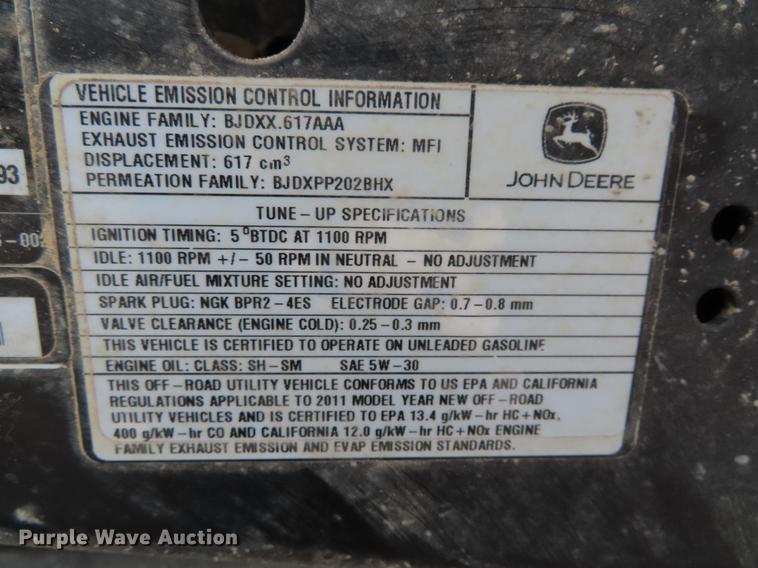 VEHICLE EMISSION CONTROL INFORMATION
ENGINE FAMILY: BJDXX.617AAA
EXHAUST EMISSION CONTROL SYSTEM: MFI
DISPLACEMENT: 617 cm³
PERMEATION FAMILY: BJDXPP202BHX
JOHN DEERE
TUNE-UP SPECIFICATIONS
IGNITION TIMING: 5°BTDC AT 1100 RPM
IDLE: 1100 RPM +/- 50 RPM IN NEUTRAL - NO ADJUSTMENT
IDLE AIR/FUEL MIXTURE SETTING: NO ADJUSTMENT
SPARK PLUG: NGK BPR2-4ES ELECTRODE GAP: 0.7-0.8 mm
VALVE CLEARANCE (ENGINE COLD): 0.25-0.3 mm
THIS VEHICLE IS CERTIFIED TO OPERATE ON UNLEADED GASOLINE
ENGINE OIL: CLASS: SH-SM SAE 5W-30
THIS OFF-ROAD UTILITY VEHICLE CONFORMS TO US EPA AND CALIFORNIA
REGULATIONS APPLICABLE TO 2011 MODEL YEAR NEW OFF-ROAD
UTILITY VEHICLES AND IS CERTIFIED TO EPA 13.4 g/kW-hr HC+NOx,
400 g/kW-hr CO AND CALIFORNIA 12.0 g/kW-hr HC+NOx ENGINE
FAMILY EXHAUST EMISSION AND EVAP EMISSION STANDARDS.
93
Purple Wave Auction